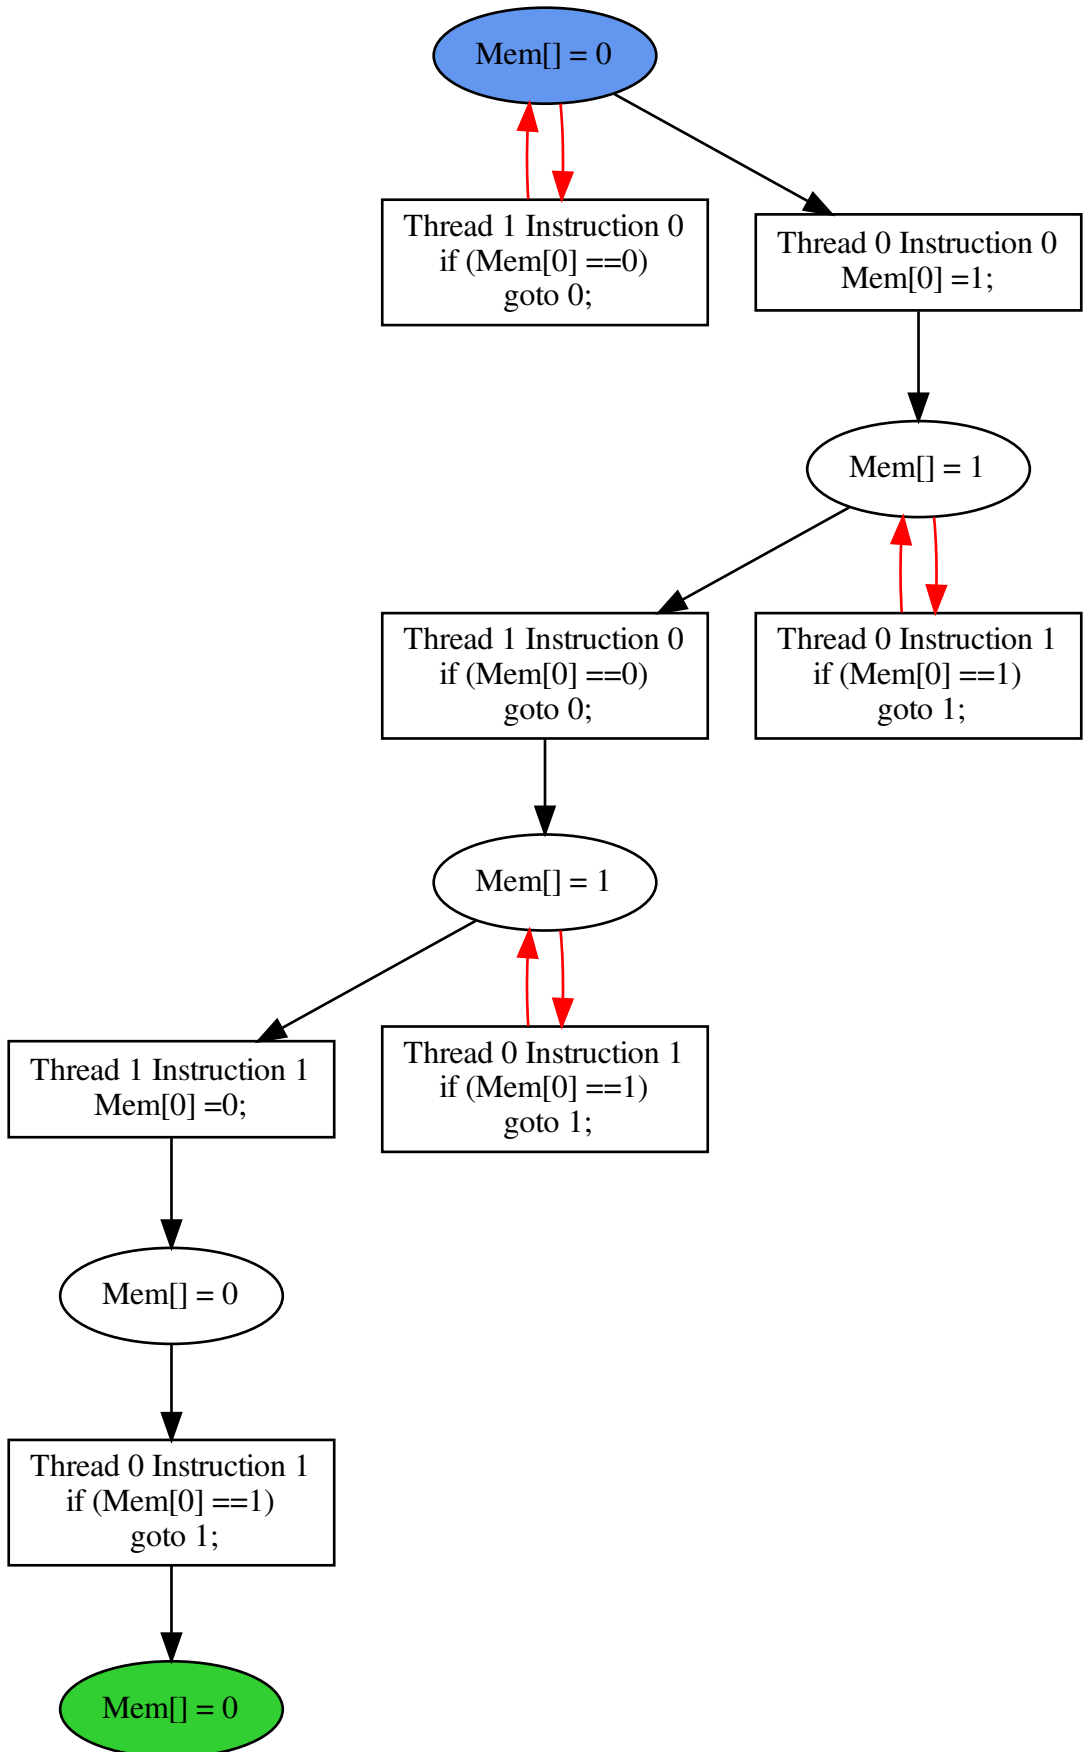 Mem[] = 0
Thread 1 Instruction 0
if (Mem[0] ==0)
goto 0;
Thread 0 Instruction 0
Mem[0] =1;
Mem[] = 1
Thread 1 Instruction 0
if (Mem[0] ==0)
goto 0;
Thread 0 Instruction 1
if (Mem[0] ==1)
goto 1;
Mem[] = 1
Thread 1 Instruction 1
Mem[0] =0;
Thread 0 Instruction 1
if (Mem[0] ==1)
goto 1;
Mem[] = 0
Thread 0 Instruction 1
if (Mem[0] ==1)
goto 1;
Mem[] = 0